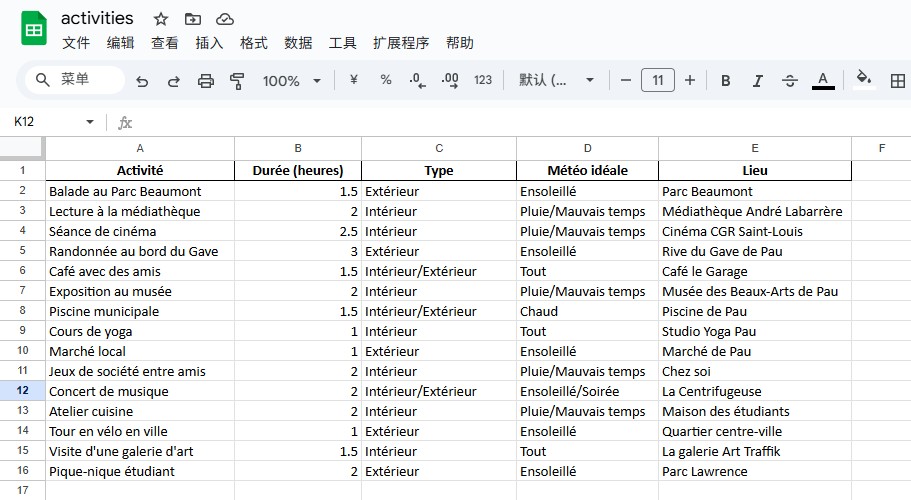 activities
文件 编辑 查看 插入 格式 数据 工具 扩展程序 帮助
菜单 100% ¥ % .0 .00 123 默认 (... − 11 + B I S A
K12 fx
A B C D E F
1 Activité Durée (heures) Type Météo idéale Lieu
2 Balade au Parc Beaumont 1.5 Extérieur Ensoleillé Parc Beaumont
3 Lecture à la médiathèque 2 Intérieur Pluie/Mauvais temps Médiathèque André Labarrère
4 Séance de cinéma 2.5 Intérieur Pluie/Mauvais temps Cinéma CGR Saint-Louis
5 Randonnée au bord du Gave 3 Extérieur Ensoleillé Rive du Gave de Pau
6 Café avec des amis 1.5 Intérieur/Extérieur Tout Café le Garage
7 Exposition au musée 2 Intérieur Pluie/Mauvais temps Musée des Beaux-Arts de Pau
8 Piscine municipale 1.5 Intérieur/Extérieur Chaud Piscine de Pau
9 Cours de yoga 1 Intérieur Tout Studio Yoga Pau
10 Marché local 1 Extérieur Ensoleillé Marché de Pau
11 Jeux de société entre amis 2 Intérieur Pluie/Mauvais temps Chez soi
12 Concert de musique 2 Intérieur/Extérieur Ensoleillé/Soirée La Centrifugeuse
13 Atelier cuisine 2 Intérieur Pluie/Mauvais temps Maison des étudiants
14 Tour en vélo en ville 1 Extérieur Ensoleillé Quartier centre-ville
15 Visite d'une galerie d'art 1.5 Intérieur Tout La galerie Art Traffik
16 Pique-nique étudiant 2 Extérieur Ensoleillé Parc Lawrence
17